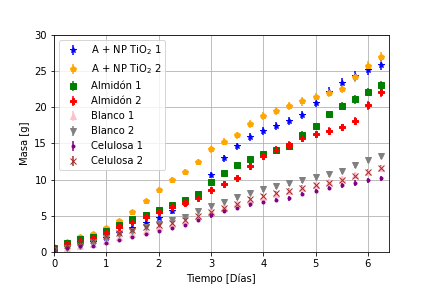 30
25
20
15
10
5
0
Masa [g]
A + NP TiO₂ 1
A + NP TiO₂ 2
Almidón 1
Almidón 2
Blanco 1
Blanco 2
Celulosa 1
Celulosa 2
0 1 2 3 4 5 6
Tiempo [Días]